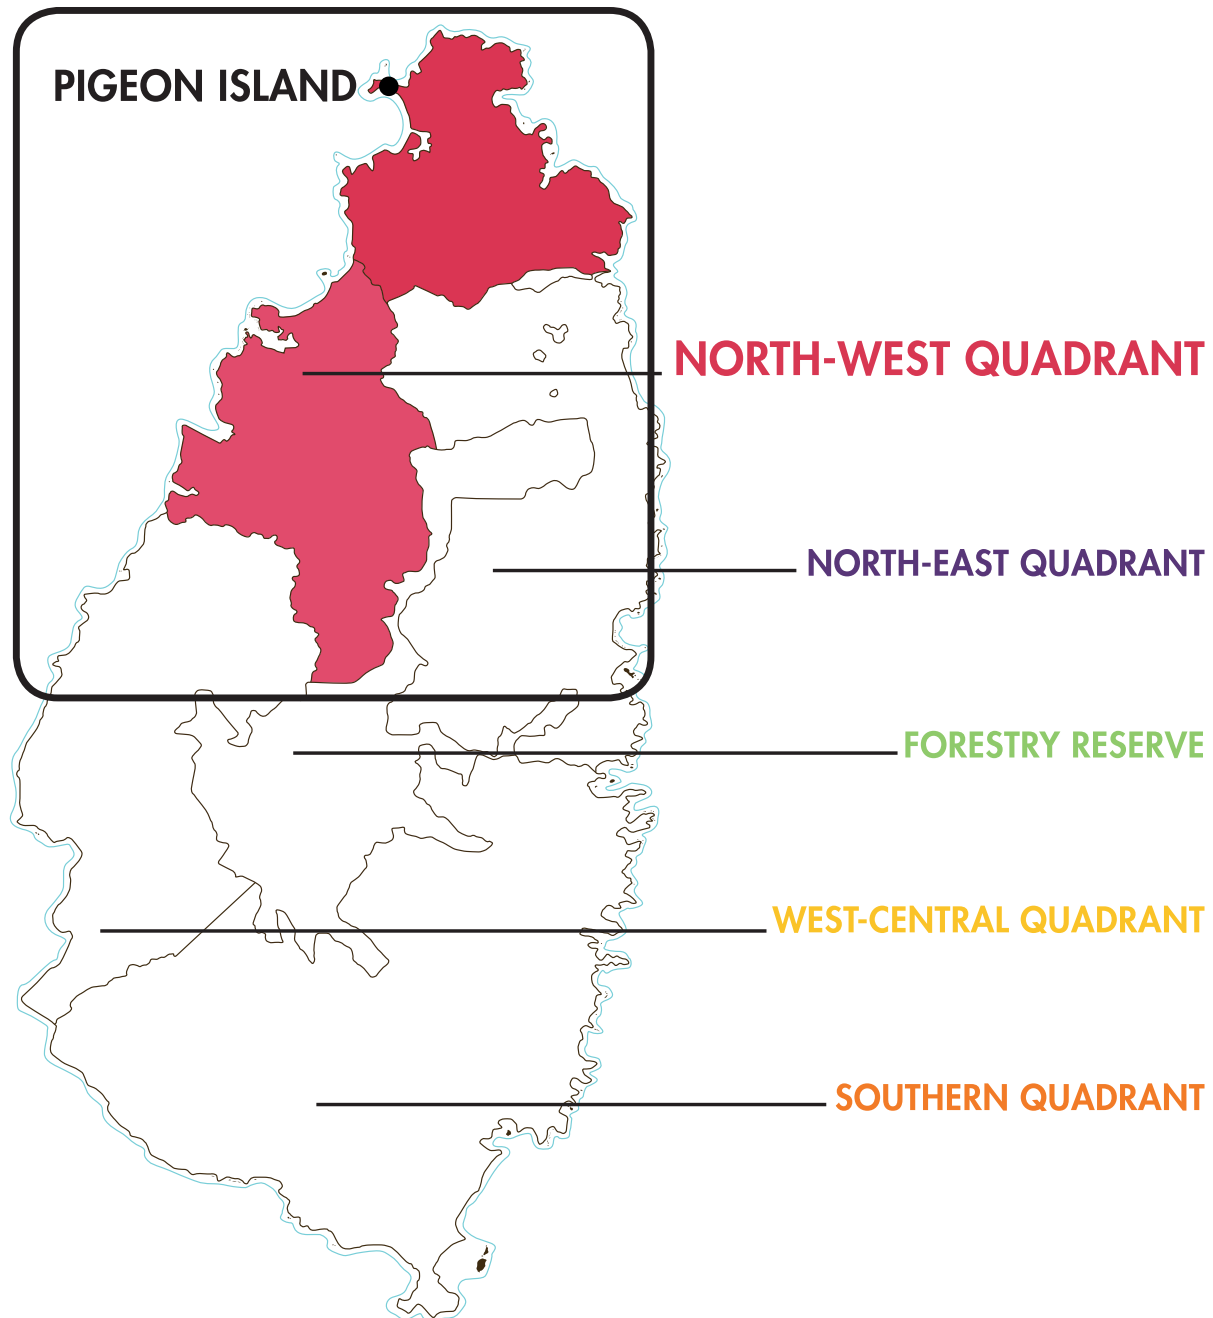 PIGEON ISLAND
NORTH-WEST QUADRANT
NORTH-EAST QUADRANT
FORESTRY RESERVE
WEST-CENTRAL QUADRANT
SOUTHERN QUADRANT